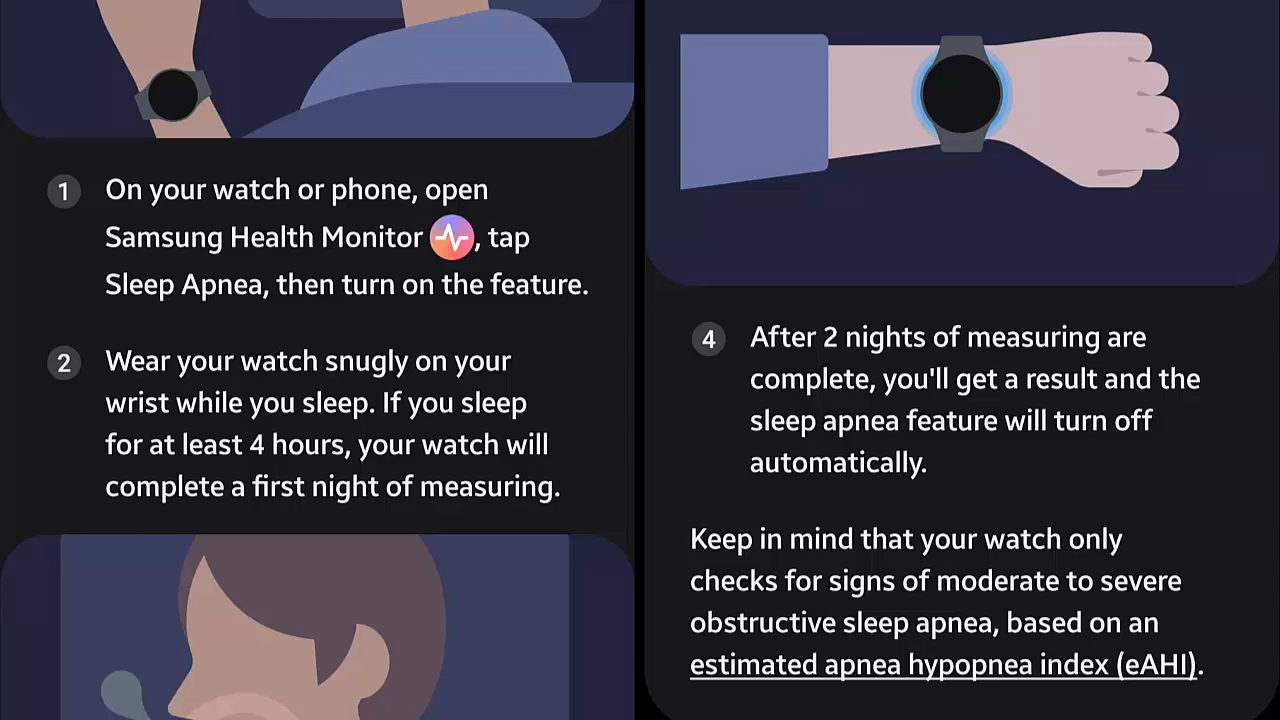 1
On your watch or phone, open
Samsung Health Monitor , tap
Sleep Apnea, then turn on the feature.
2
Wear your watch snugly on your
wrist while you sleep. If you sleep
for at least 4 hours, your watch will
complete a first night of measuring.
4
After 2 nights of measuring are
complete, you'll get a result and the
sleep apnea feature will turn off
automatically.
Keep in mind that your watch only
checks for signs of moderate to severe
obstructive sleep apnea, based on an
estimated apnea hypopnea index (eAHI).